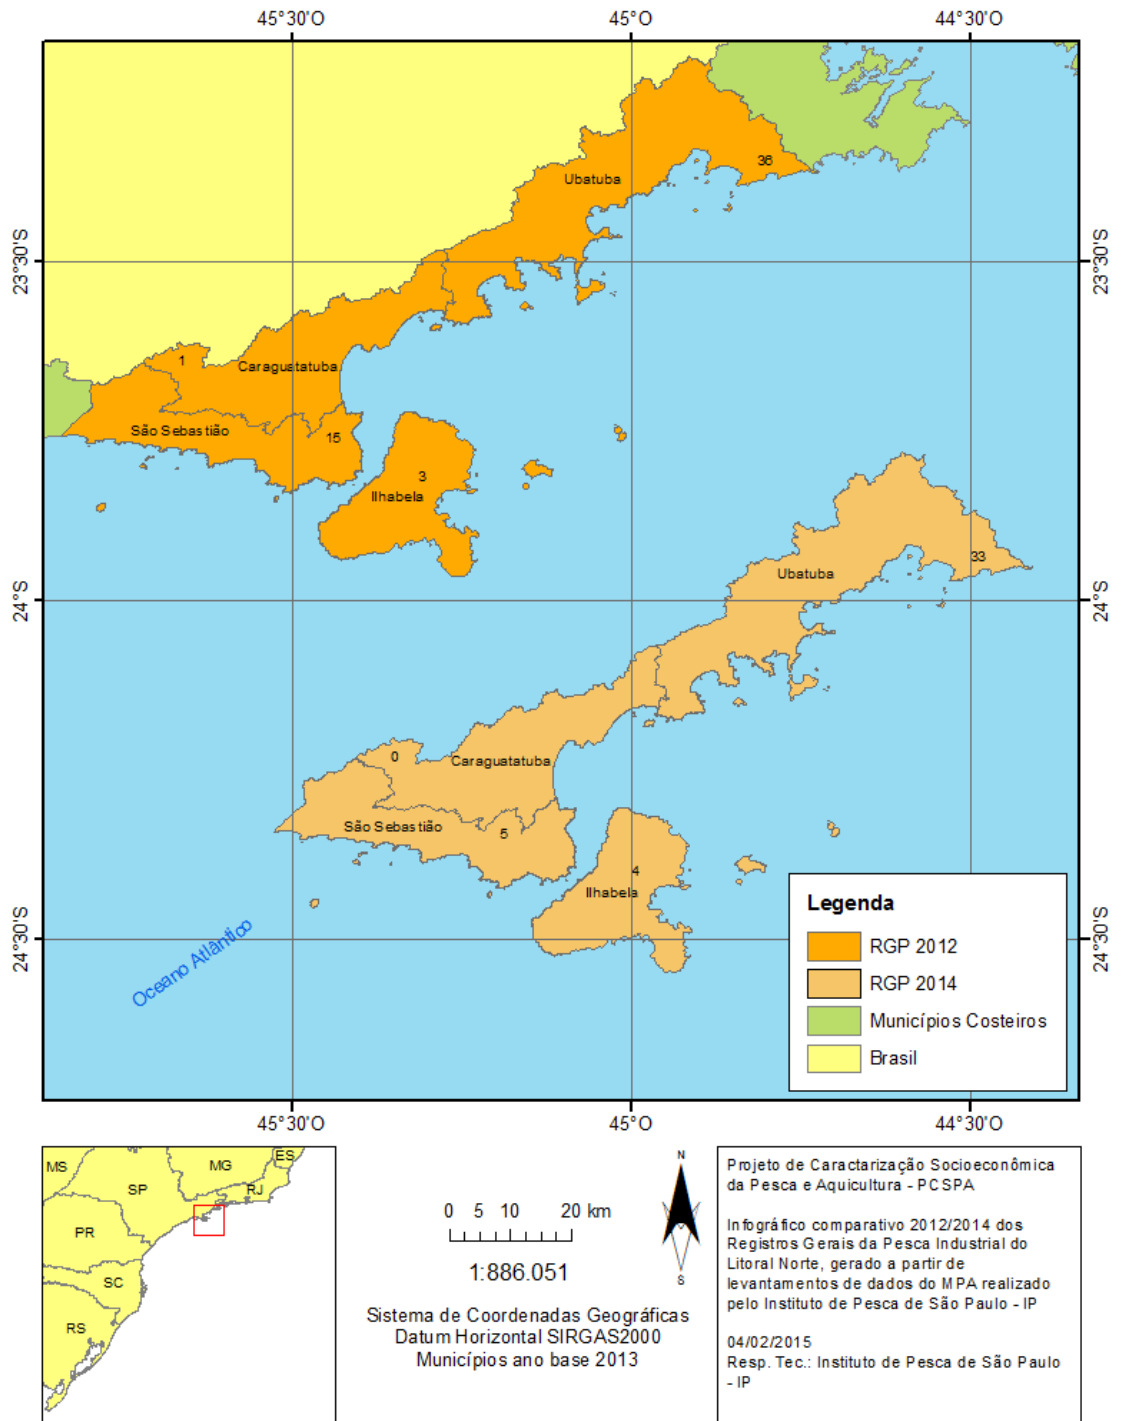 45°30'O 45°O 44°30'O
36
Ubatuba
23°30'S 23°30'S
1
Caraguatatuba
São Sebastião
15
3
Ilhabela
33
Ubatuba
24°S 24°S
0
Caraguatatuba
São Sebastião
5
4
Ilhabela
24°30'S 24°30'S
Oceano Atlântico
Legenda
RGP 2012
RGP 2014
Municípios Costeiros
Brasil
45°30'O 45°O 44°30'O
MS
MG
ES
SP
RJ
PR
SC
RS
0 5 10 20 km
1:886.051
Sistema de Coordenadas Geográficas
Datum Horizontal SIRGAS2000
Municípios ano base 2013
N
S
Projeto de Caractarização Socioeconômica
da Pesca e Aquicultura - PCSPA
Infográfico comparativo 2012/2014 dos
Registros Gerais da Pesca Industrial do
Litoral Norte, gerado a partir de
levantamentos de dados do MPA realizado
pelo Instituto de Pesca de São Paulo - IP
04/02/2015
Resp. Tec.: Instituto de Pesca de São Paulo
- IP